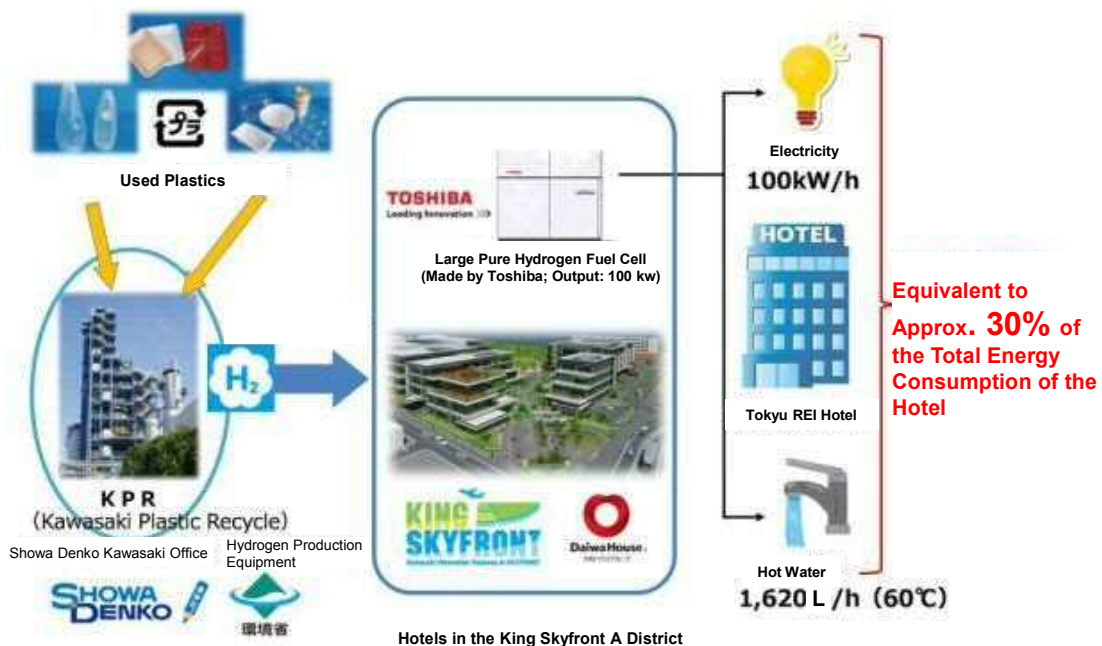 プラ
Used Plastics
KPR
(Kawasaki Plastic Recycle)
Showa Denko Kawasaki Office
Hydrogen Production
Equipment
SHOWA
DENKO
環境省
H₂
TOSHIBA
Leading Innovation
Large Pure Hydrogen Fuel Cell
(Made by Toshiba; Output: 100 kw)
KING
SKYFRONT
DaiwaHouse
Hotels in the King Skyfront A District
Electricity
100kW/h
HOTEL
Tokyu REI Hotel
Hot Water
1,620 L /h (60℃)
Equivalent to
Approx. 30% of
the Total Energy
Consumption of the
Hotel